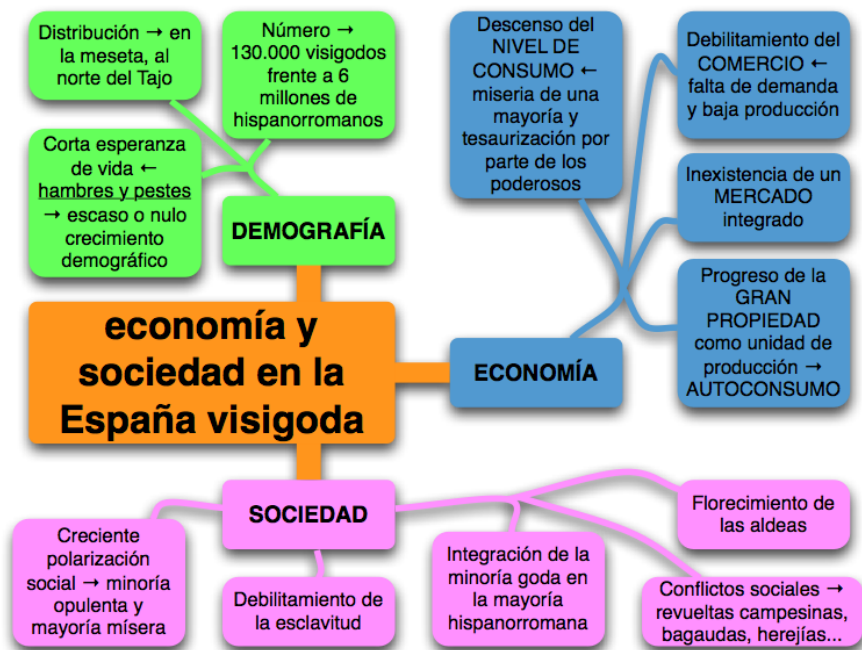 Distribución → en
la meseta, al
norte del Tajo
Número →
130.000 visigodos
frente a 6
millones de
hispanorromanos
Corta esperanza
de vida ←
hambres y pestes
→ escaso o nulo
crecimiento
demográfico
DEMOGRAFÍA
Descenso del
NIVEL DE
CONSUMO ←
miseria de una
mayoría y
tesaurización por
parte de los
poderosos
Debilitamiento del
COMERCIO ←
falta de demanda
y baja producción
Inexistencia de un
MERCADO
integrado
Progreso de la
GRAN
PROPIEDAD
como unidad de
producción →
AUTOCONSUMO
economía y
sociedad en la
España visigoda
ECONOMÍA
SOCIEDAD
Creciente
polarización
social → minoría
opulenta y
mayoría mísera
Debilitamiento de
la esclavitud
Integración de la
minoría goda en
la mayoría
hispanorromana
Florecimiento de
las aldeas
Conflictos sociales →
revueltas campesinas,
bagaudas, herejías...